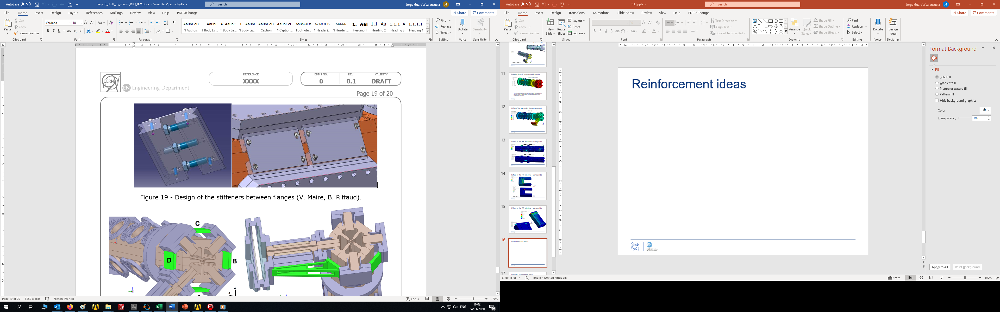 AutoSave Off
Report_draft_to_review_RFQ_JGV.docx - Saved to \\cern.ch\dfs
Search
Jorge Guardia Valenzuela JG
File Home Insert Design Layout References Mailings Review View Help PDF-XChange
Share Comments
Paste
Cut
Copy
Format Painter
Clipboard
Verdana 10
Font
Paragraph
AaBbCcD ¶ Authors
– AaBbC ¶ Body Lis...
• AaBbC ¶ Body Lis...
¶ Body Lis...
AaBbCcD Caption
AaBbCcD ¶ Caption...
AaBbCcDc Footnote...
AaBbCcDdEe ¶ Header (...
¶ Header'...
1. AaI Heading 1
1.1 Aa Heading 2
1.1.1 A Heading 3
1.1.1.1 Heading 4
Styles
Find
Replace
Select
Editing
Dictate
Voice
Sensitivity
Sensitivity
CERN
EN Engineering Department
REFERENCE
XXXX
EDMS NO. REV. VALIDITY
0 0.1 DRAFT
Page 19 of 20
Figure 19 - Design of the stiffeners between flanges (V. Maire, B. Riffaud).
C
D
B
z
x
Page 19 of 20 3252 words French (France)
Focus
170%
AutoSave Off
RFQ.pptx
Search
Jorge Guardia Valenzuela JG
File Home Insert Design Transitions Animations Slide Show Review View Help PDF-XChange
Share Comments
Paste
Cut
Copy
Format Painter
Clipboard
New Slide
Reuse Slides
Layout
Reset
Section
Slides
Font
Text Direction
Align Text
Convert to SmartArt
Paragraph
Arrange
Quick Styles
Shape Fill
Shape Outline
Shape Effects
Drawing
Find
Replace
Select
Editing
Dictate
Voice
Design Ideas
Designer
11
12
Effect of the waveguide (current situation)
13
Effect of the RF window + waveguide
14
Effect of the RF window + waveguide
15
Effect of the RF window + waveguide
16
Reinforcement ideas
17
Reinforcement ideas
CERN
EN
ENGINEERING
DEPARTMENT
Format Background
Fill
Solid fill
Gradient fill
Picture or texture fill
Pattern fill
Hide background graphics
Color
Transparency 0%
Apply to All Reset Background
Slide 16 of 17 English (United Kingdom)
Notes
100%
ENG
16:02
24/11/2020
16